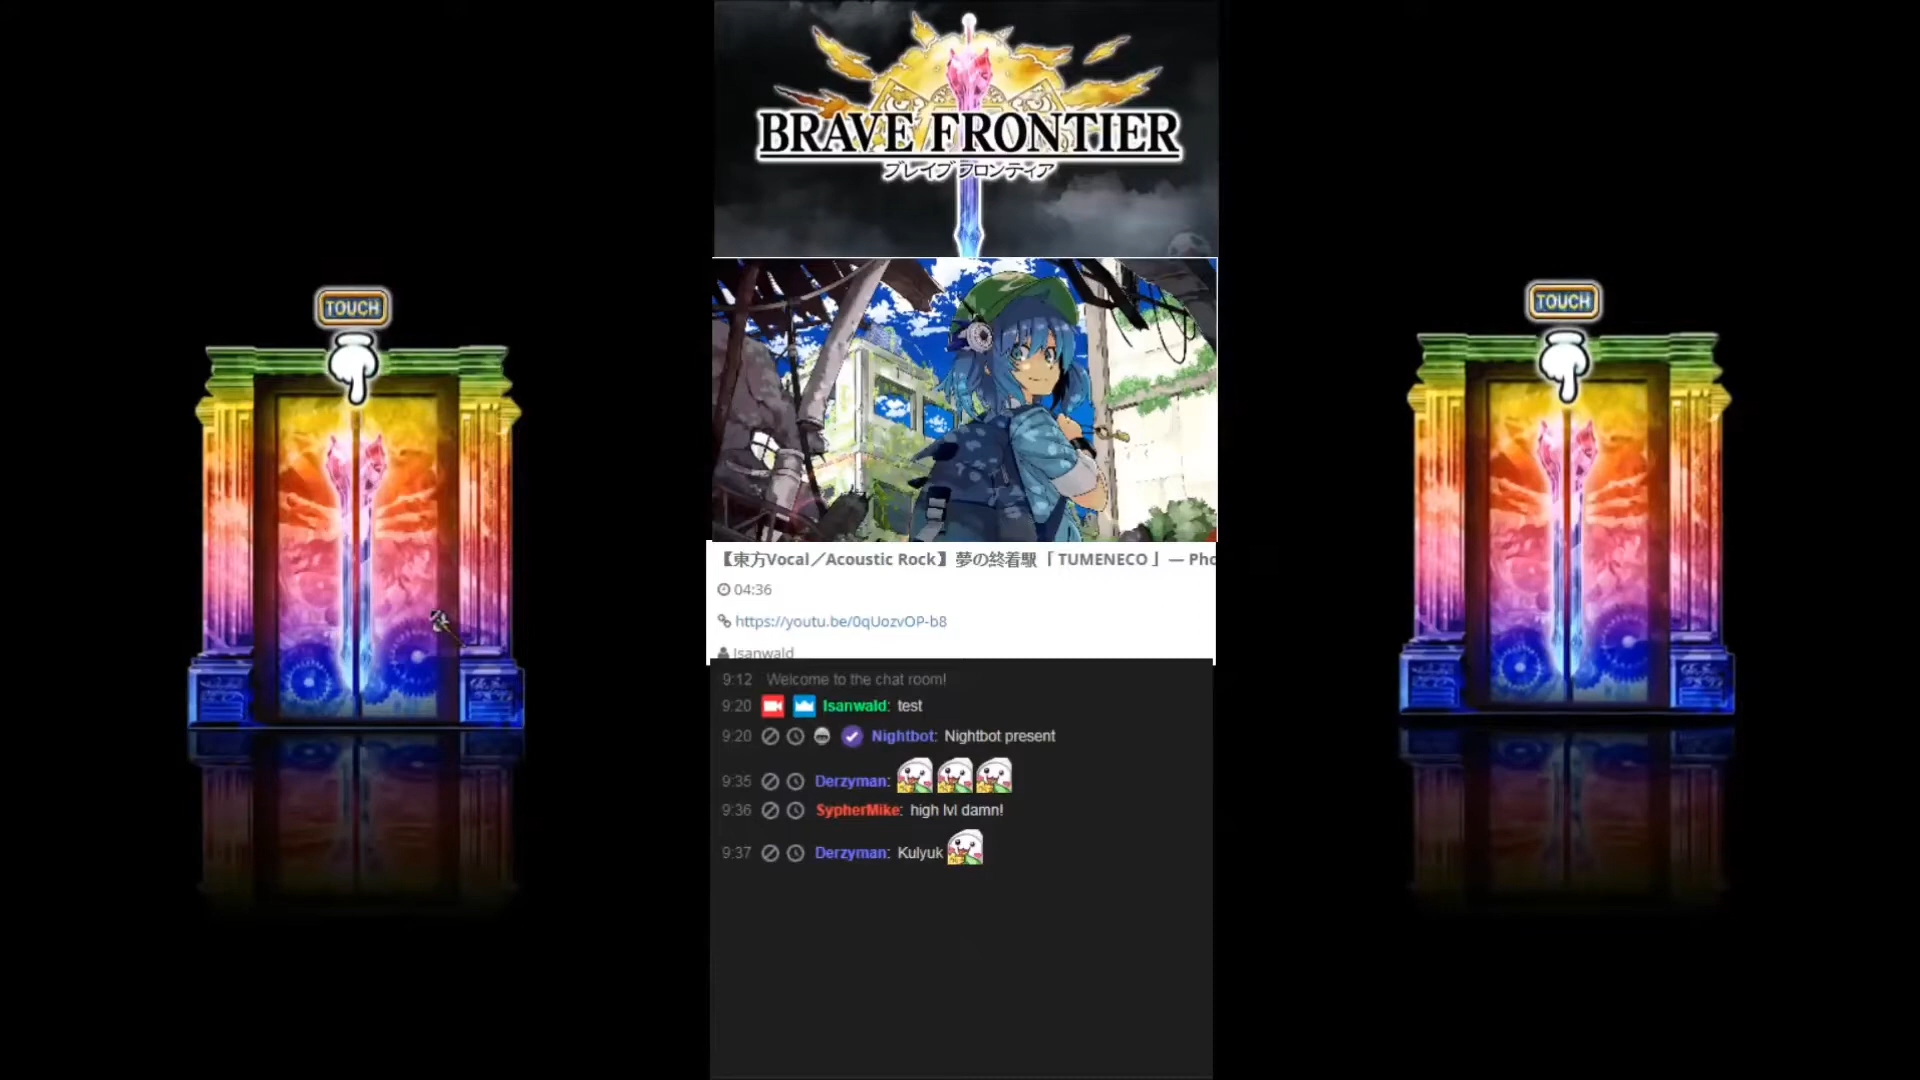 BRAVE FRONTIER
ブレイブ フロンティア
TOUCH
TOUCH
【東方Vocal／Acoustic Rock】夢の終着駅「 TUMENECO 」 — Pho
04:36
https://youtu.be/0qUozvOP-b8
Isanwald
9:12 Welcome to the chat room!
9:20 Isanwald: test
9:20 Nightbot: Nightbot present
9:35 Derzyman:
9:36 SypherMike: high lvl damn!
9:37 Derzyman: Kulyuk